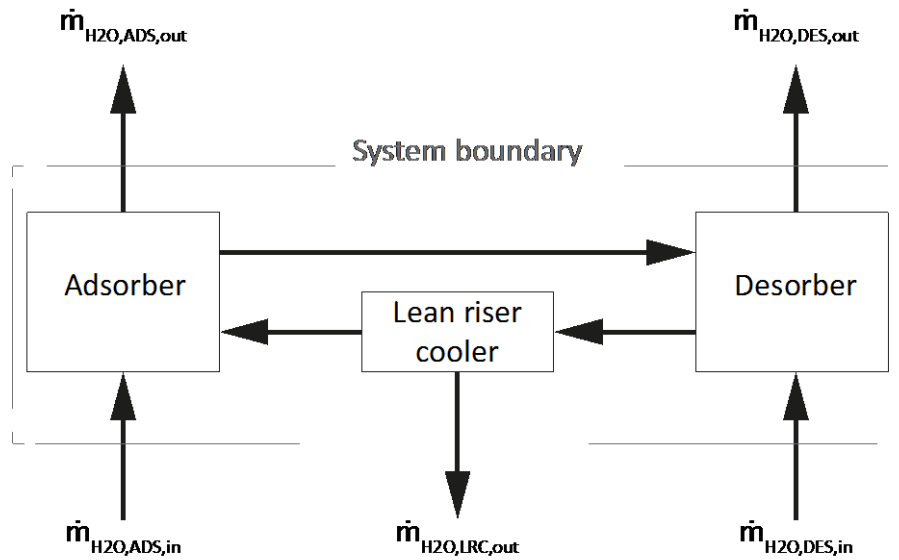 ṁH2O,ADS,out
ṁH2O,DES,out
System boundary
Adsorber
Lean riser
cooler
Desorber
ṁH2O,ADS,in
ṁH2O,LRC,out
ṁH2O,DES,in